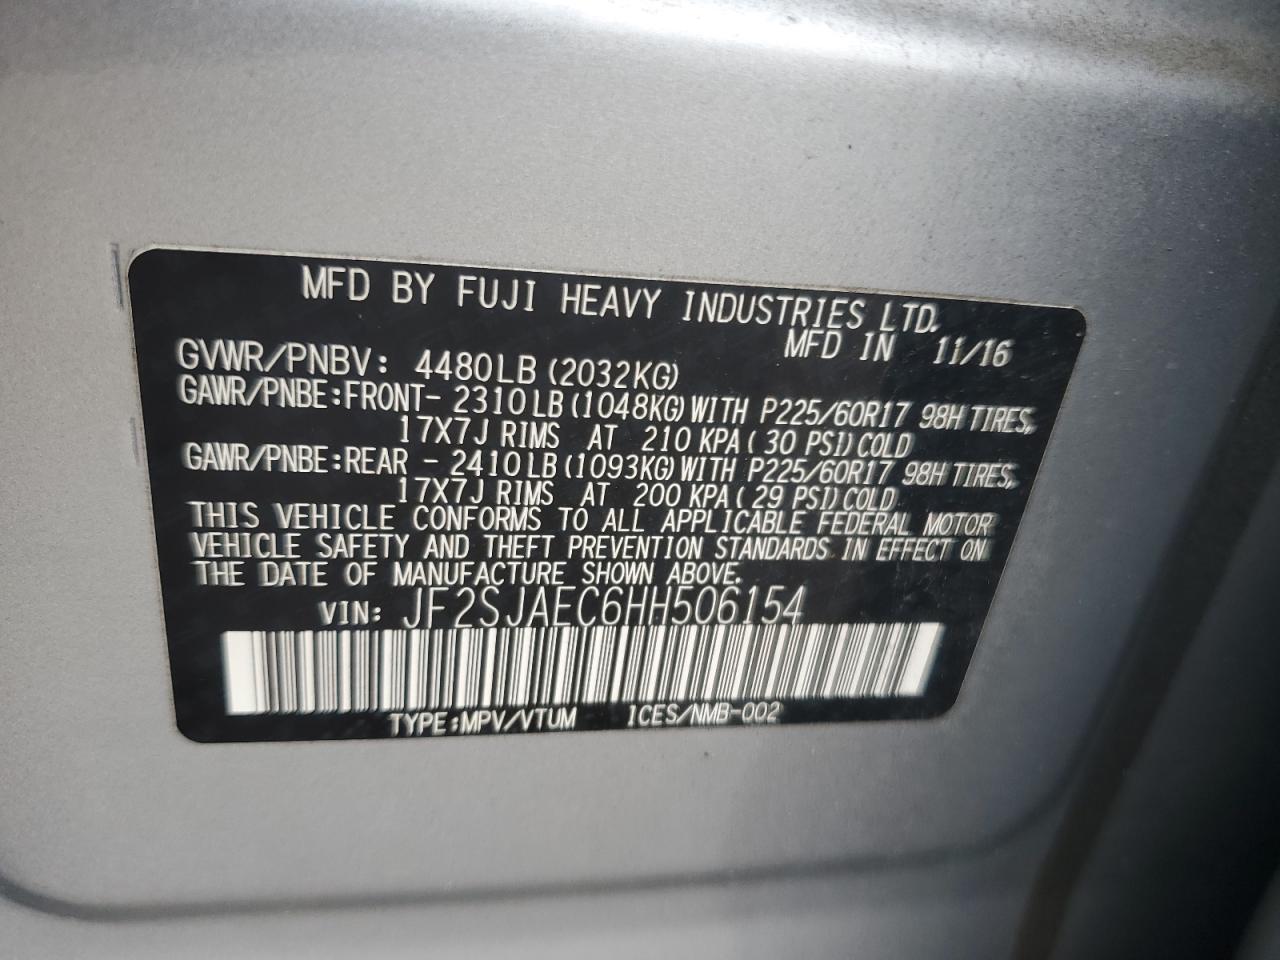 MFD BY FUJI HEAVY INDUSTRIES LTD.
MFD IN 11/16
GVWR/PNBV: 4480LB (2032KG)
GAWR/PNBE:FRONT- 2310LB(1048KG)WITH P225/60R17 98H TIRES,
17X7J RIMS AT 210 KPA(30 PSI)COLD
GAWR/PNBE:REAR - 2410LB(1093KG)WITH P225/60R17 98H TIRES,
17X7J RIMS AT 200 KPA(29 PSI)COLD
THIS VEHICLE CONFORMS TO ALL APPLICABLE FEDERAL MOTOR
VEHICLE SAFETY AND THEFT PREVENTION STANDARDS IN EFFECT ON
THE DATE OF MANUFACTURE SHOWN ABOVE.
VIN: JF2SJAEC6HH506154
TYPE:MPV/VTUM ICES/NMB-002